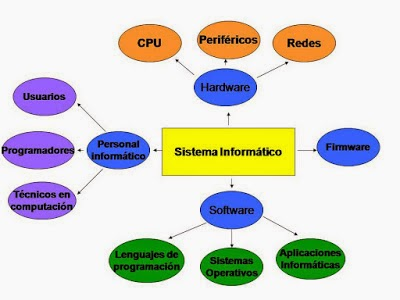 CPU
Periféricos
Redes
Hardware
Usuarios
Programadores
Personal
informático
Técnicos en
computación
Sistema Informático
Firmware
Software
Lenguajes de
programación
Sistemas
Operativos
Aplicaciones
informáticas